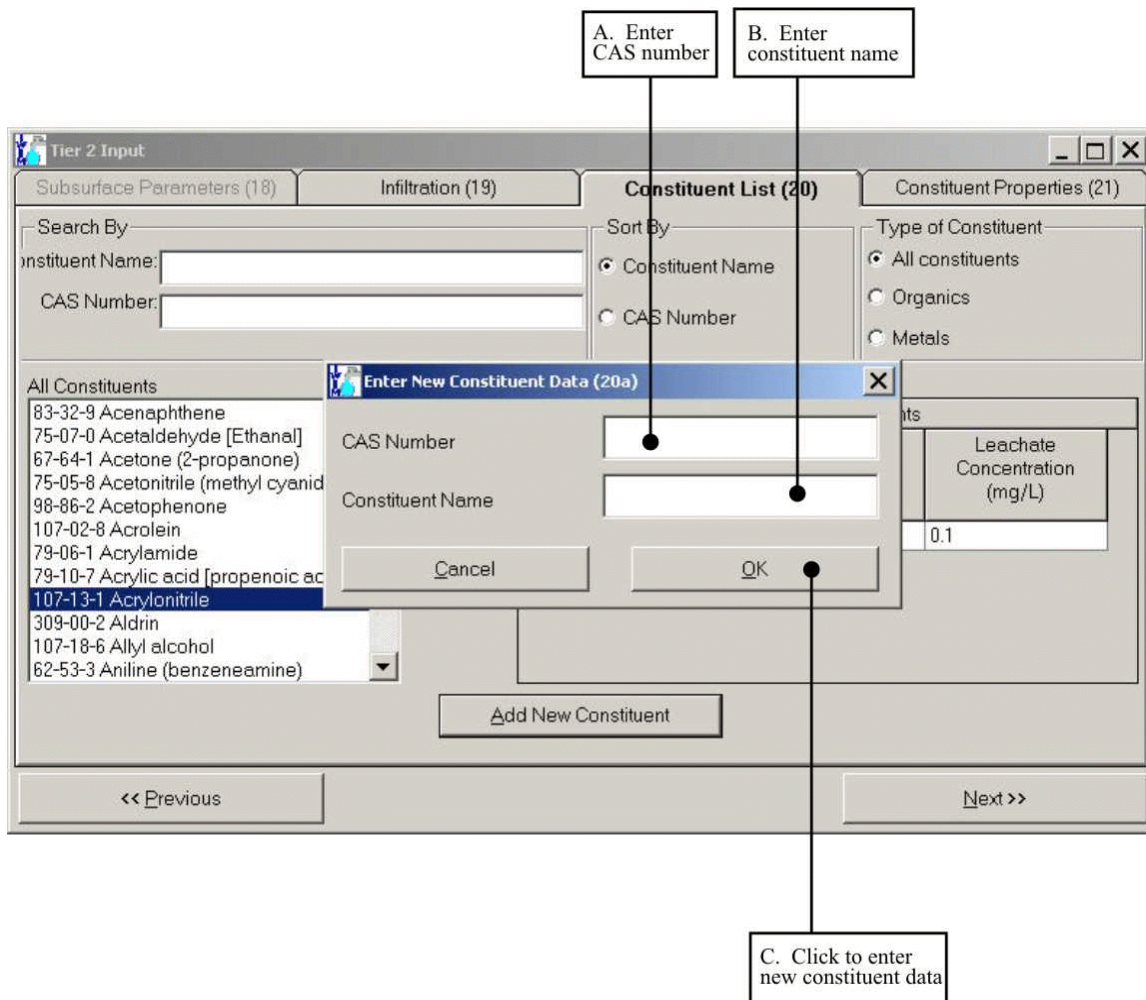 A. Enter
CAS number
B. Enter
constituent name
Tier 2 Input
Subsurface Parameters (18)
Infiltration (19)
Constituent List (20)
Constituent Properties (21)
Search By
nstituent Name:
CAS Number:
Sort By
Constituent Name
CAS Number
Type of Constituent
All constituents
Organics
Metals
All Constituents
83-32-9 Acenaphthene
75-07-0 Acetaldehyde [Ethanal]
67-64-1 Acetone (2-propanone)
75-05-8 Acetonitrile (methyl cyanid
98-86-2 Acetophenone
107-02-8 Acrolein
79-06-1 Acrylamide
79-10-7 Acrylic acid [propenoic ac
107-13-1 Acrylonitrile
309-00-2 Aldrin
107-18-6 Allyl alcohol
62-53-3 Aniline (benzeneamine)
Enter New Constituent Data (20a)
CAS Number
Constituent Name
Cancel
OK
nts
Leachate
Concentration
(mg/L)
0.1
Add New Constituent
<< Previous
Next >>
C. Click to enter
new constituent data